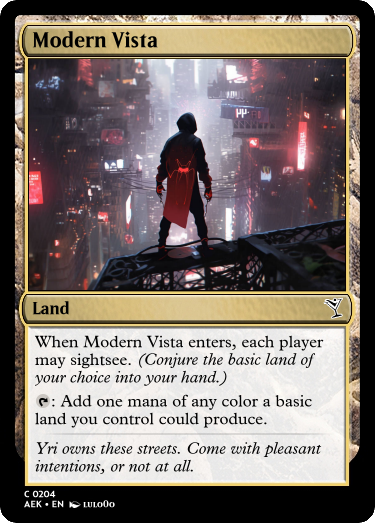 Modern Vista
Land
When Modern Vista enters, each player
may sightsee. (Conjure the basic land of
your choice into your hand.)
: Add one mana of any color a basic
land you control could produce.
Yri owns these streets. Come with pleasant
intentions, or not at all.
C 0204
AEK • EN LULO0o